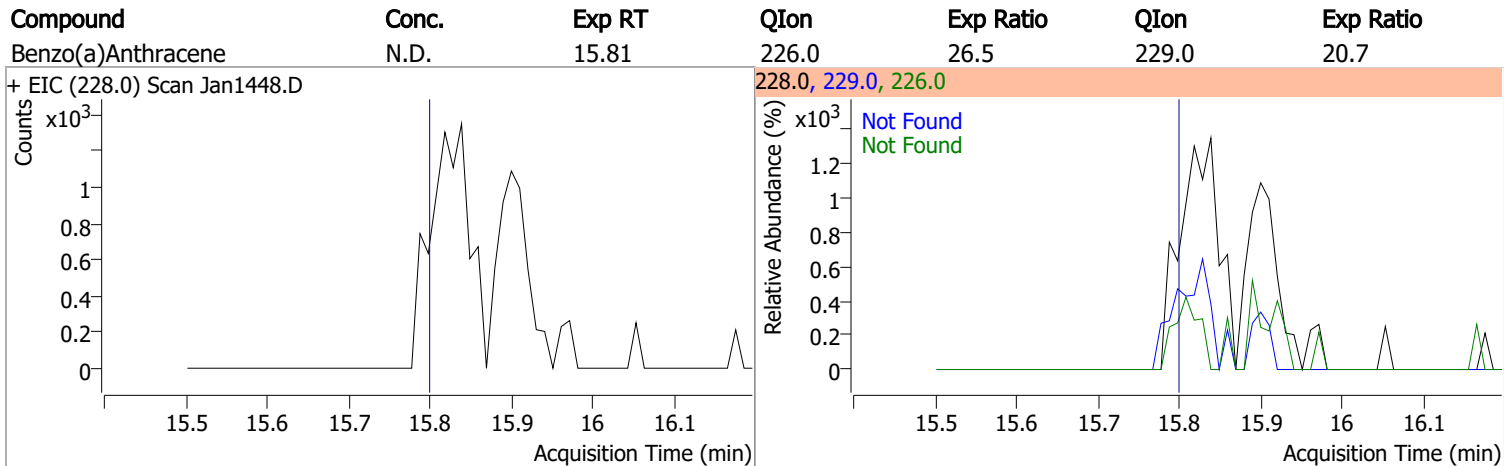 Compound Conc. Exp RT QIon Exp Ratio QIon Exp Ratio
Benzo(a)Anthracene N.D. 15.81 226.0 26.5 229.0 20.7
+ EIC (228.0) Scan Jan1448.D
Counts
x10³
1
0.8
0.6
0.4
0.2
0
15.5 15.6 15.7 15.8 15.9 16 16.1
Acquisition Time (min)
228.0, 229.0, 226.0
Relative Abundance (%)
x10³
Not Found
Not Found
1.2
1
0.8
0.6
0.4
0.2
0
15.5 15.6 15.7 15.8 15.9 16 16.1
Acquisition Time (min)